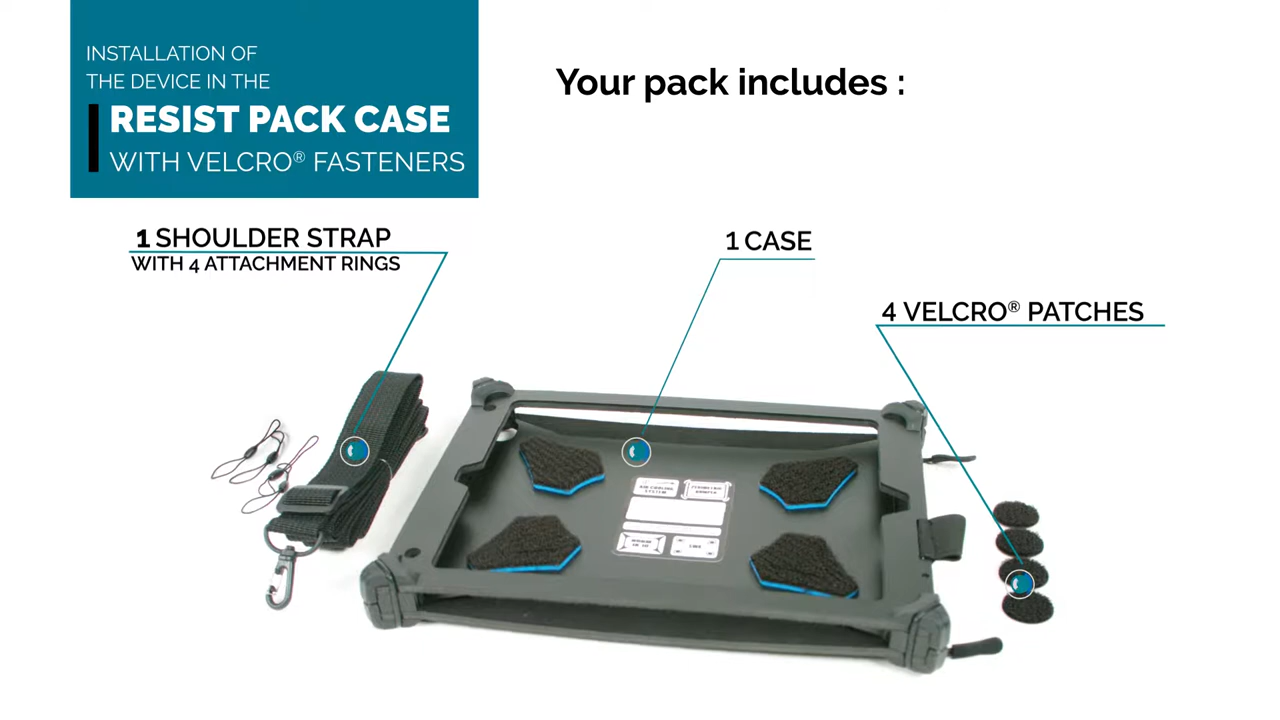 INSTALLATION OF
THE DEVICE IN THE
RESIST PACK CASE
WITH VELCRO® FASTENERS
Your pack includes :
1 SHOULDER STRAP
WITH 4 ATTACHMENT RINGS
1 CASE
4 VELCRO® PATCHES